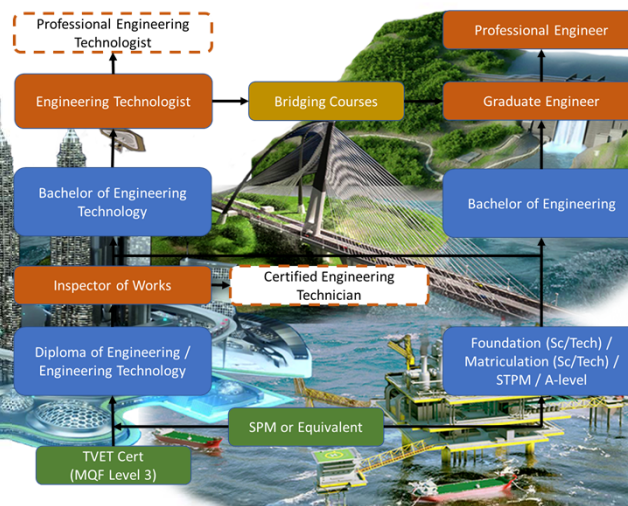 Professional Engineering
Technologist
Professional Engineer
Engineering Technologist
Bridging Courses
Graduate Engineer
Bachelor of Engineering
Technology
Bachelor of Engineering
Inspector of Works
Certified Engineering
Technician
Diploma of Engineering /
Engineering Technology
Foundation (Sc/Tech) /
Matriculation (Sc/Tech) /
STPM / A-level
SPM or Equivalent
TVET Cert
(MQF Level 3)